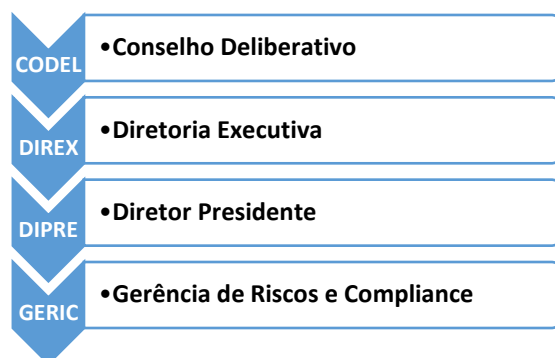 CODEL
•Conselho Deliberativo
DIREX
•Diretoria Executiva
DIPRE
•Diretor Presidente
GERIC
•Gerência de Riscos e Compliance